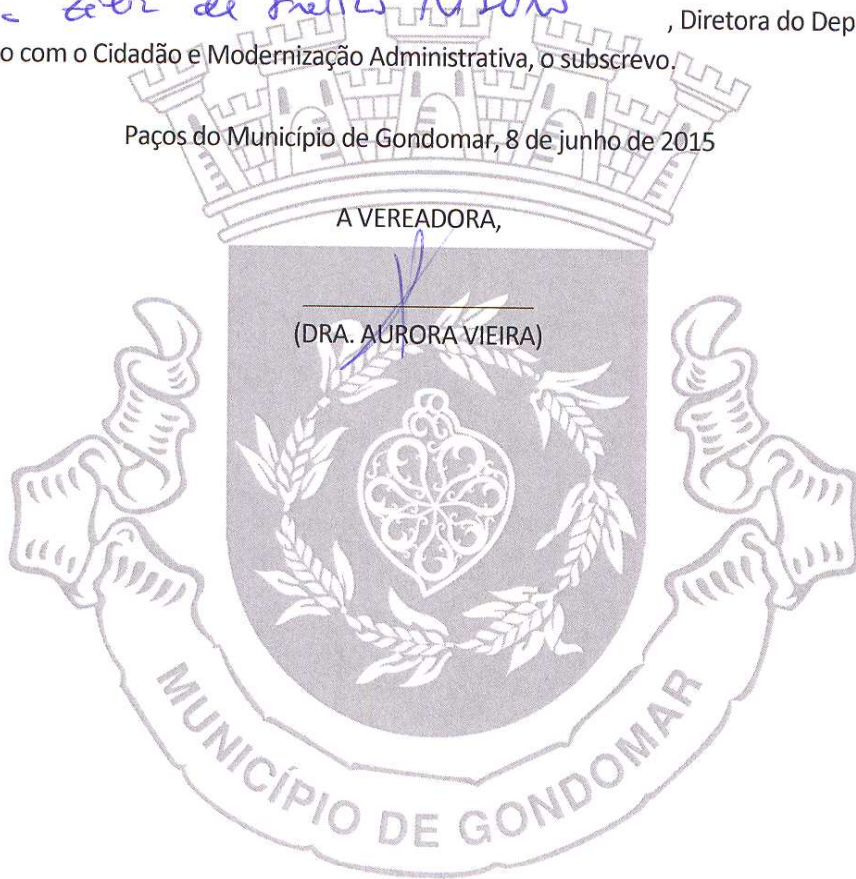 de , Diretora do Dep
o com o Cidadão e Modernização Administrativa, o subscrevo.
Paços do Município de Gondomar, 8 de junho de 2015
A VEREADORA,
(DRA. AURORA VIEIRA)
MUNICÍPIO DE GONDOMAR